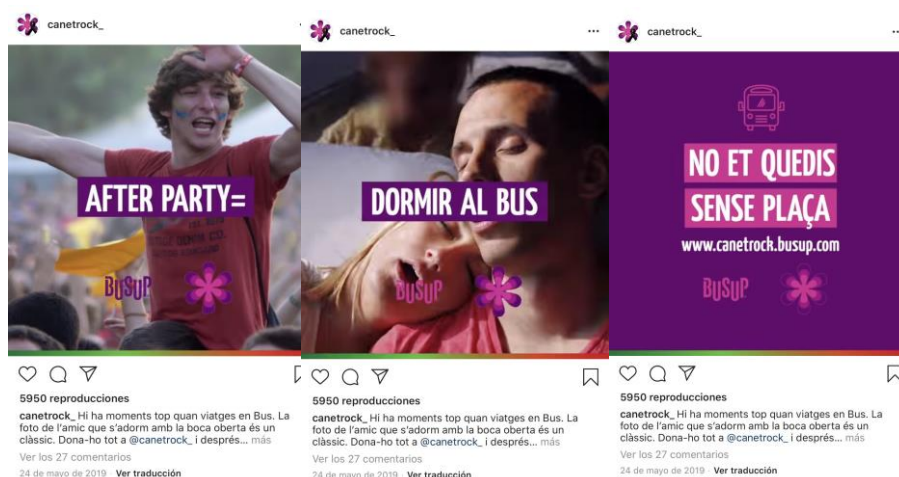 canetrock_
AFTER PARTY=
BUSUP
5950 reproducciones
canetrock_ Hi ha moments top quan viatges en Bus. La
foto de l'amic que s'adorm amb la boca oberta és un
clàssic. Dona-ho tot a @canetrock_ i després... más
Ver los 27 comentarios
24 de mayo de 2019 · Ver traducción
canetrock_
DORMIR AL BUS
BUSUP
5950 reproducciones
canetrock_ Hi ha moments top quan viatges en Bus. La
foto de l'amic que s'adorm amb la boca oberta és un
clàssic. Dona-ho tot a @canetrock_ i després... más
Ver los 27 comentarios
24 de mayo de 2019 · Ver traducción
canetrock_
NO ET QUEDIS
SENSE PLAÇA
www.canetrock.busup.com
BUSUP
5950 reproducciones
canetrock_ Hi ha moments top quan viatges en Bus. La
foto de l'amic que s'adorm amb la boca oberta és un
clàssic. Dona-ho tot a @canetrock_ i després... más
Ver los 27 comentarios
24 de mayo de 2019 · Ver traducción